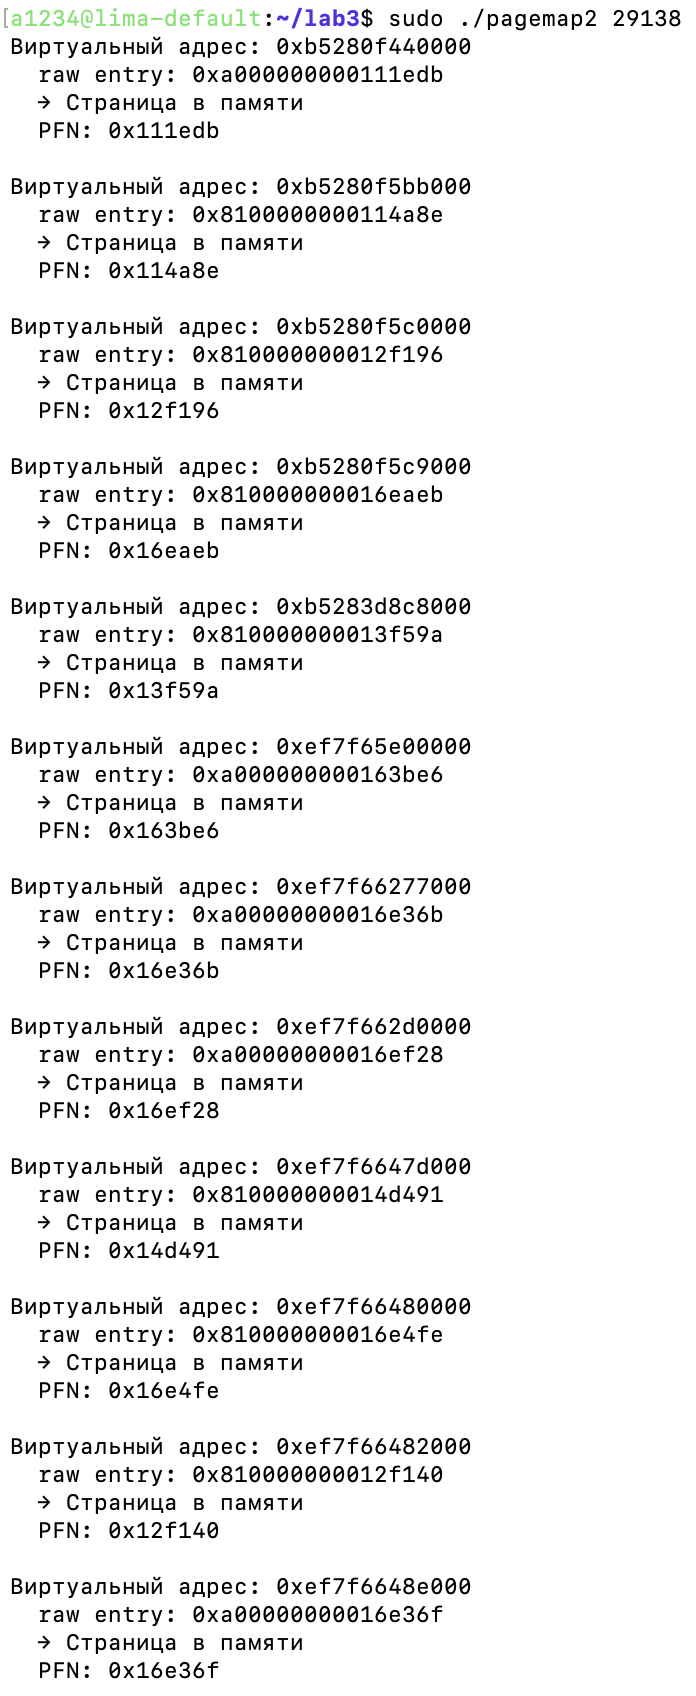 [a1234@lima-default:~/lab3$ sudo ./pagemap2 29138
Виртуальный адрес: 0xb5280f440000
raw entry: 0xa000000000111edb
→ Страница в памяти
PFN: 0x111edb
Виртуальный адрес: 0xb5280f5bb000
raw entry: 0x8100000000114a8e
→ Страница в памяти
PFN: 0x114a8e
Виртуальный адрес: 0xb5280f5c0000
raw entry: 0x810000000012f196
→ Страница в памяти
PFN: 0x12f196
Виртуальный адрес: 0xb5280f5c9000
raw entry: 0x810000000016eaeb
→ Страница в памяти
PFN: 0x16eaeb
Виртуальный адрес: 0xb5283d8c8000
raw entry: 0x810000000013f59a
→ Страница в памяти
PFN: 0x13f59a
Виртуальный адрес: 0xef7f65e00000
raw entry: 0xa000000000163be6
→ Страница в памяти
PFN: 0x163be6
Виртуальный адрес: 0xef7f66277000
raw entry: 0xa00000000016e36b
→ Страница в памяти
PFN: 0x16e36b
Виртуальный адрес: 0xef7f662d0000
raw entry: 0xa00000000016ef28
→ Страница в памяти
PFN: 0x16ef28
Виртуальный адрес: 0xef7f6647d000
raw entry: 0x810000000014d491
→ Страница в памяти
PFN: 0x14d491
Виртуальный адрес: 0xef7f66480000
raw entry: 0x810000000016e4fe
→ Страница в памяти
PFN: 0x16e4fe
Виртуальный адрес: 0xef7f66482000
raw entry: 0x810000000012f140
→ Страница в памяти
PFN: 0x12f140
Виртуальный адрес: 0xef7f6648e000
raw entry: 0xa00000000016e36f
→ Страница в памяти
PFN: 0x16e36f